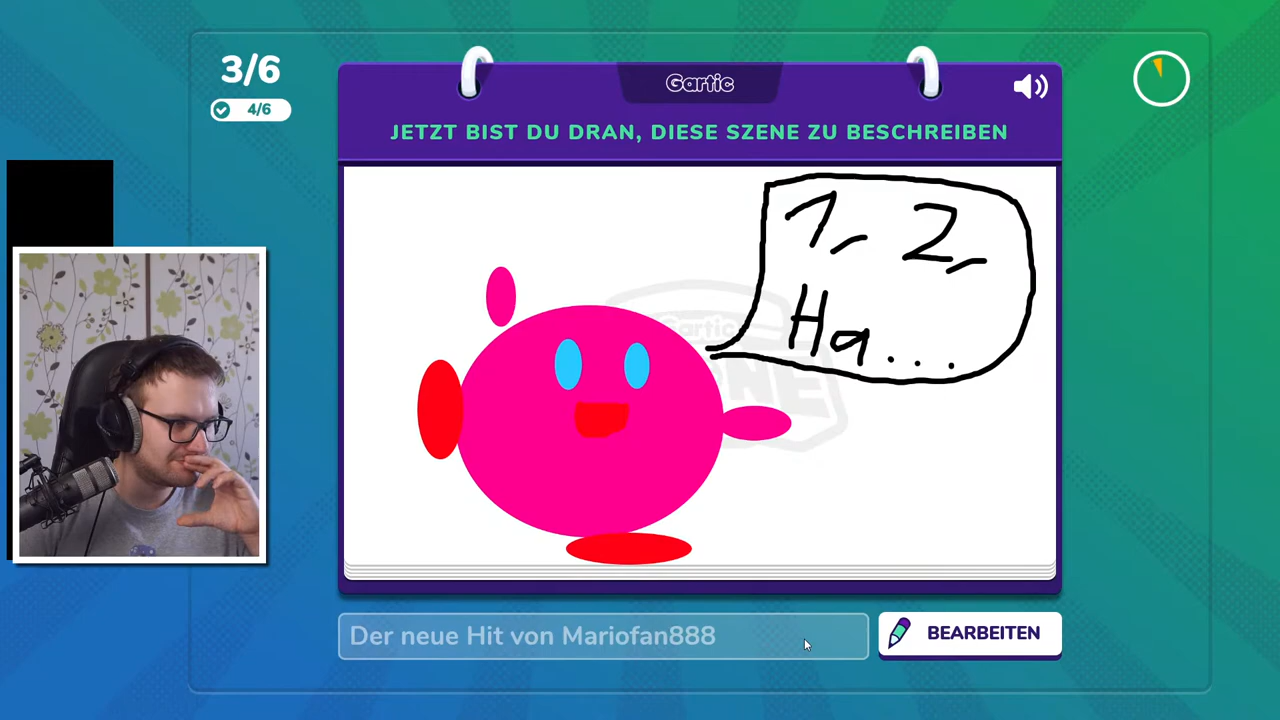 3/6
4/6
Gartic
JETZT BIST DU DRAN, DIESE SZENE ZU BESCHREIBEN
1, 2,
Ha...
Gartic
Der neue Hit von Mariofan888
BEARBEITEN